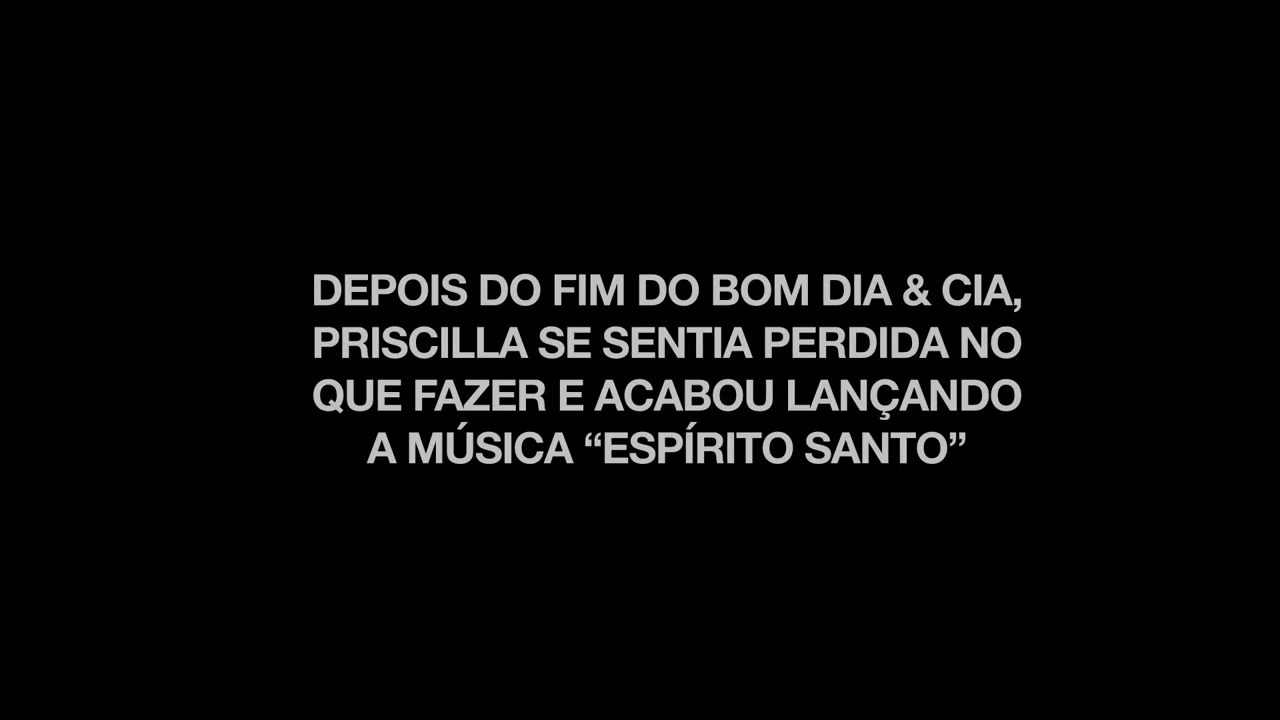 DEPOIS DO FIM DO BOM DIA & CIA,
PRISCILLA SE SENTIA PERDIDA NO
QUE FAZER E ACABOU LANÇANDO
A MÚSICA “ESPÍRITO SANTO”